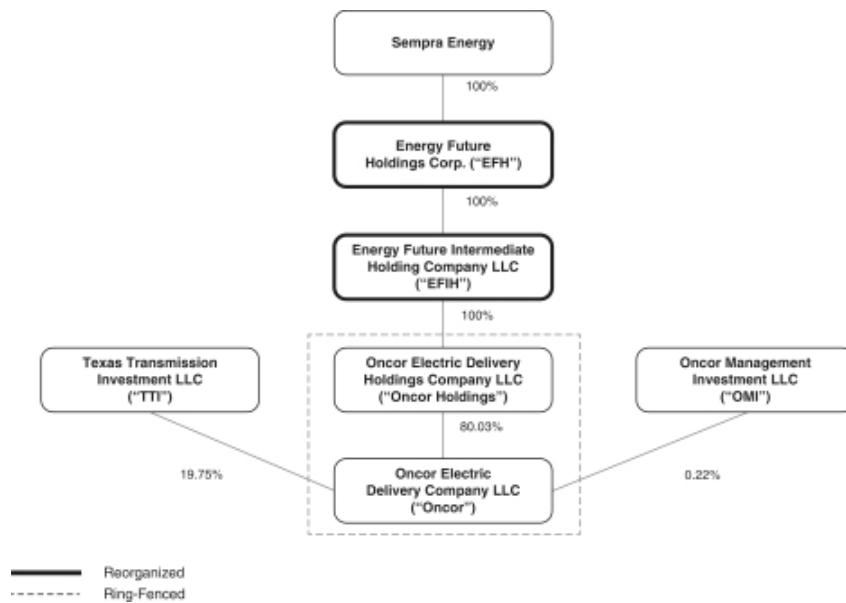 Sempra Energy
100%
Energy Future
Holdings Corp. (“EFH”)
100%
Energy Future Intermediate
Holding Company LLC
(“EFIH”)
100%
Texas Transmission
Investment LLC
(“TTI”)
Oncor Electric Delivery
Holdings Company LLC
(“Oncor Holdings”)
Oncor Management
Investment LLC
(“OMI”)
80.03%
19.75%
0.22%
Oncor Electric
Delivery Company LLC
(“Oncor”)
Reorganized
Ring-Fenced